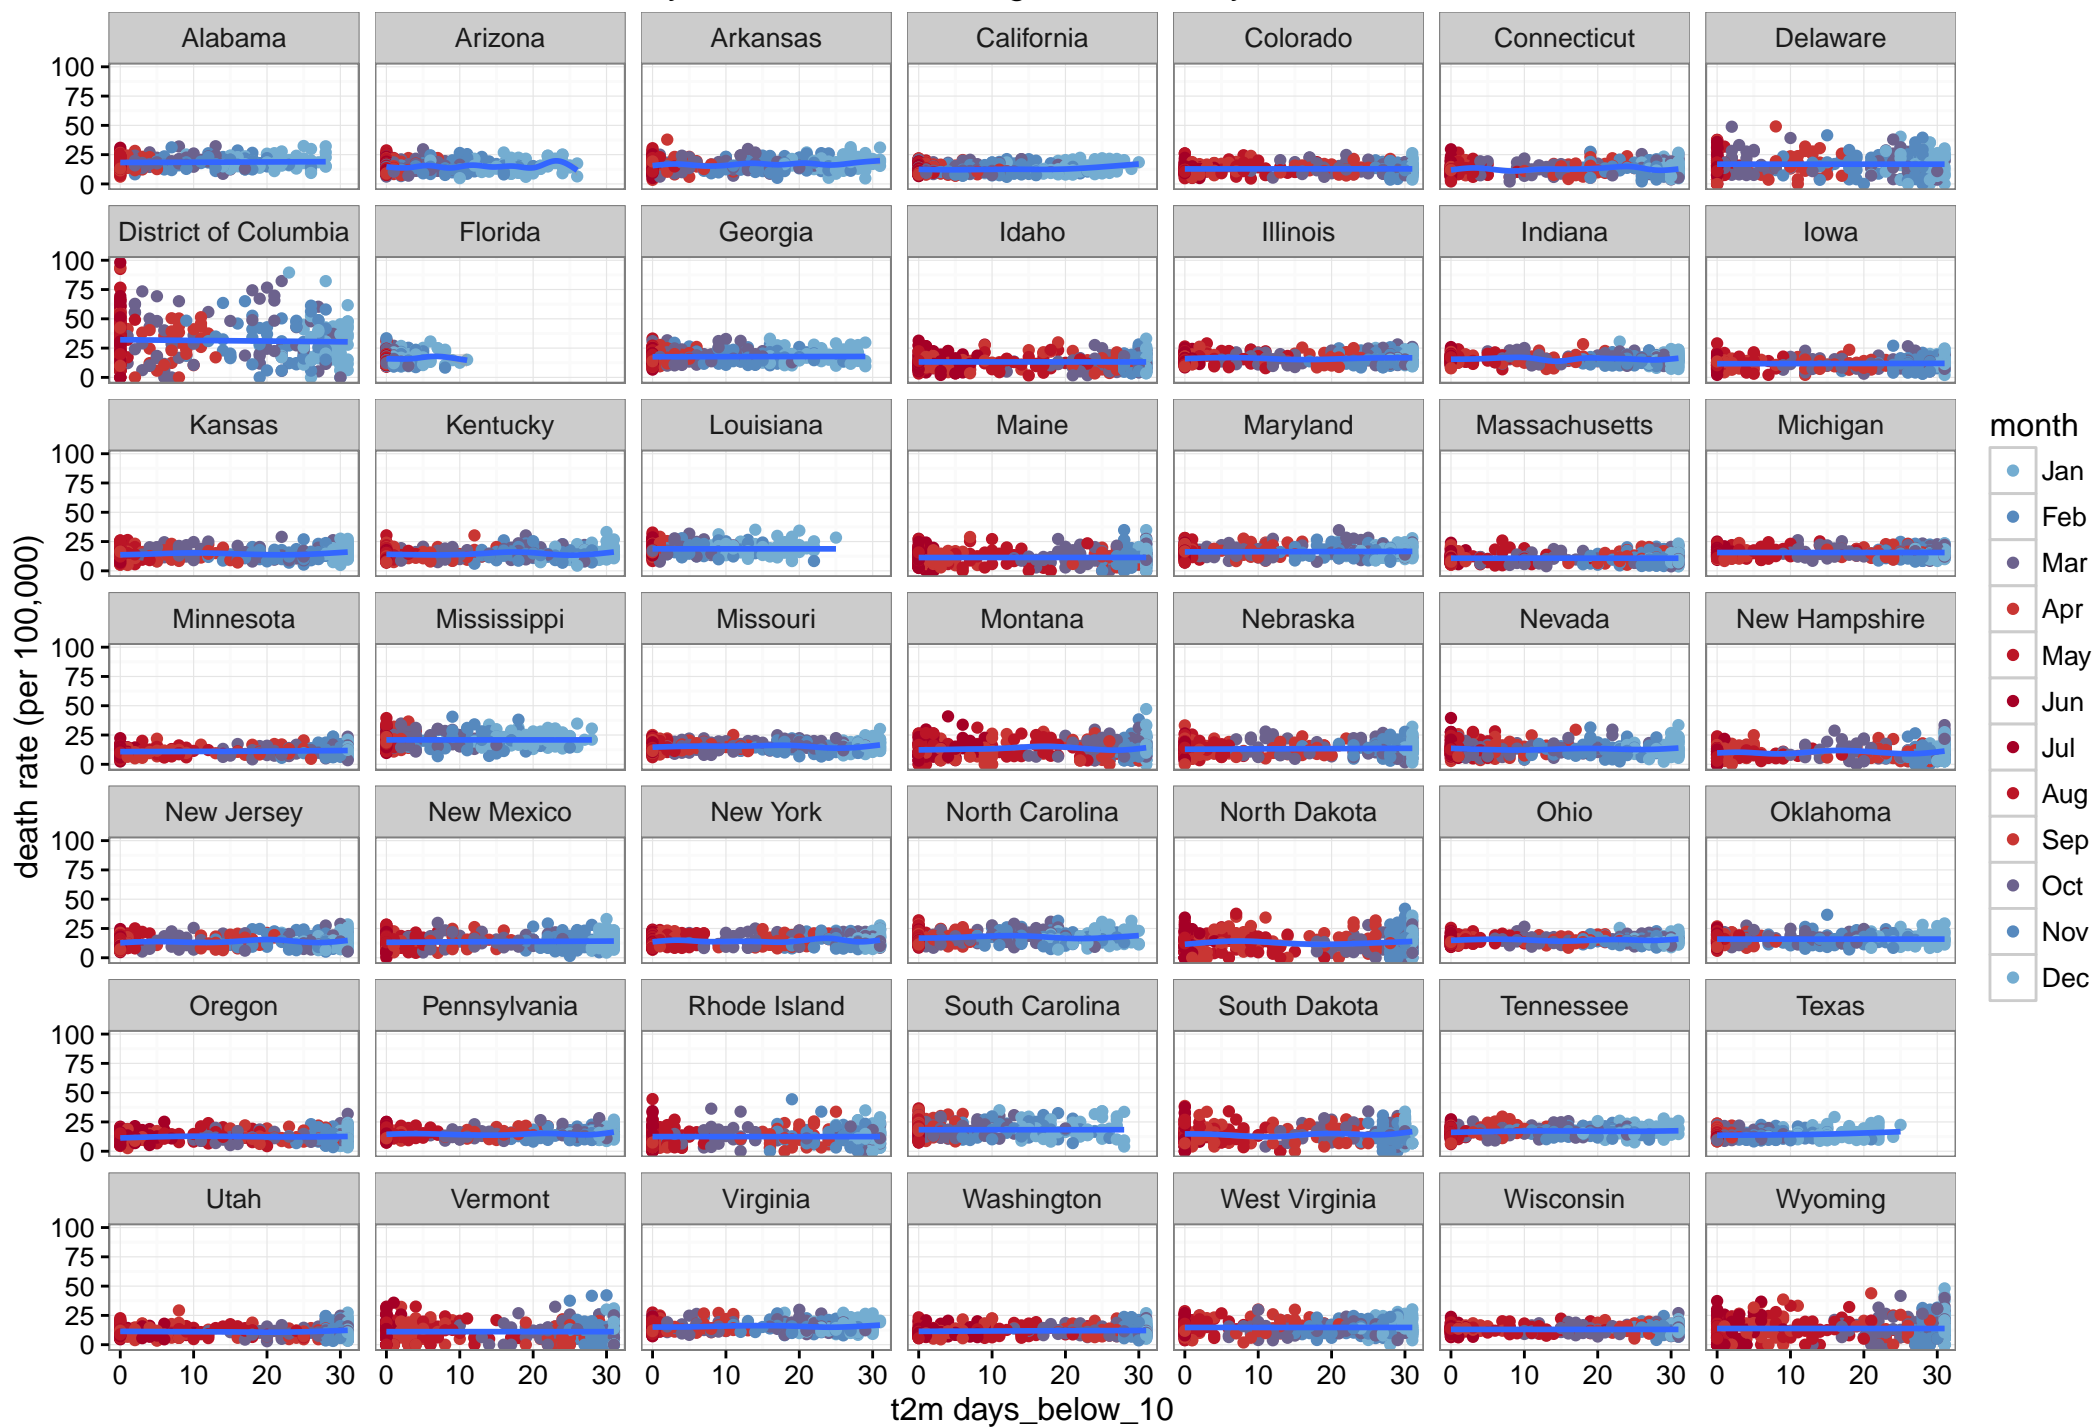 Alabama Arizona Arkansas California Colorado Connecticut Delaware
100
75
50
25
0
District of Columbia Florida Georgia Idaho Illinois Indiana Iowa
100
75
50
25
0
Kansas Kentucky Louisiana Maine Maryland Massachusetts Michigan
100
75
50
25
0
Minnesota Mississippi Missouri Montana Nebraska Nevada New Hampshire
100
75
50
25
0
New Jersey New Mexico New York North Carolina North Dakota Ohio Oklahoma
100
75
50
25
0
Oregon Pennsylvania Rhode Island South Carolina South Dakota Tennessee Texas
100
75
50
25
0
Utah Vermont Virginia Washington West Virginia Wisconsin Wyoming
100
75
50
25
0
0 10 20 30 0 10 20 30 0 10 20 30 0 10 20 30 0 10 20 30 0 10 20 30 0 10 20 30
t2m days_below_10
death rate (per 100,000)
month
Jan
Feb
Mar
Apr
May
Jun
Jul
Aug
Sep
Oct
Nov
Dec